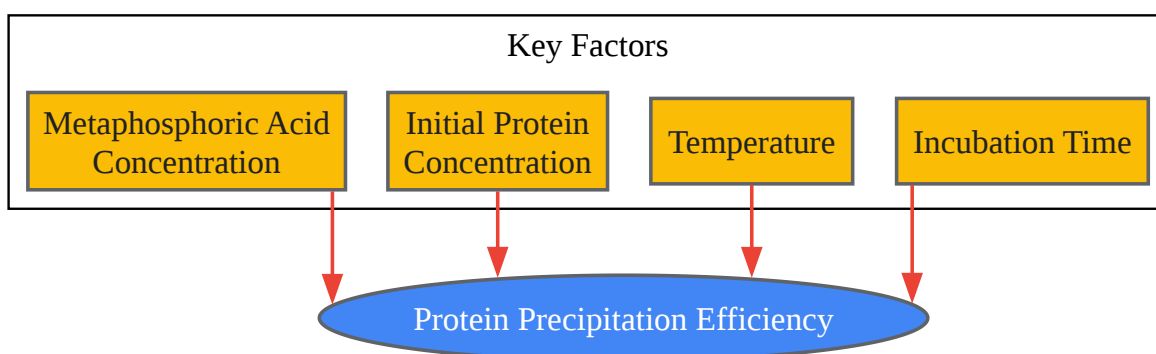 Key Factors
Metaphosphoric Acid
Concentration
Initial Protein
Concentration
Temperature
Incubation Time
Protein Precipitation Efficiency